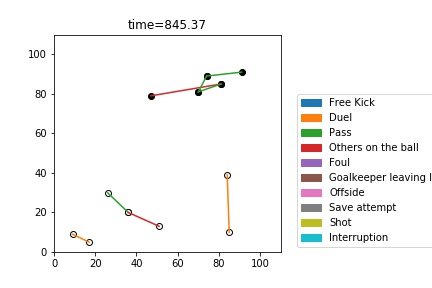 time=845.37
100
80
60
40
20
0
0 20 40 60 80 100
Free Kick
Duel
Pass
Others on the ball
Foul
Goalkeeper leaving l
Offside
Save attempt
Shot
Interruption